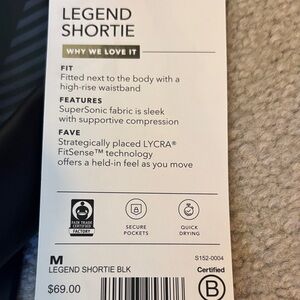 LEGEND
SHORTIE
WHY WE LOVE IT
FIT
Fitted next to the body with a
high-rise waistband
FEATURES
SuperSonic fabric is sleek
with supportive compression
FAVE
Strategically placed LYCRA®
FitSense™ technology
offers a held-in feel as you move
FAIR TRADE
CERTIFIED
FACTORY
SECURE
POCKETS
QUICK
DRYING
M
S152-0004
LEGEND SHORTIE BLK
$69.00
Certified
B